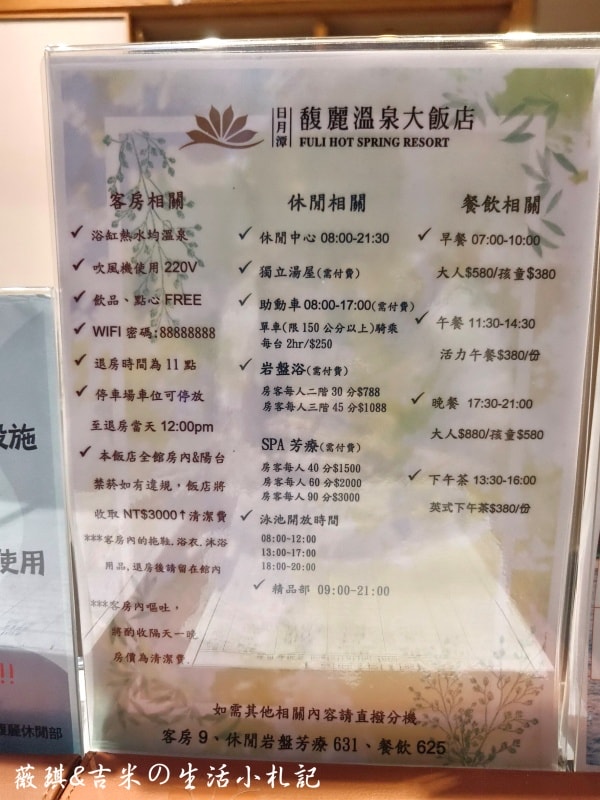 日月潭
馥麗溫泉大飯店
FULI HOT SPRING RESORT
客房相關
✓ 浴缸熱水均溫泉
✓ 吹風機使用 220V
✓ 飲品、點心 FREE
✓ WIFI 密碼:88888888
✓ 退房時間為 11 點
✓ 停車場車位可停放
至退房當天 12:00pm
✓ 本飯店全館房內&陽台
禁菸如有違規，飯店將
收取 NT$3000↑清潔費
***客房內的拖鞋,浴衣,沐浴
用品,退房後請留在館內
***客房內嘔吐，
將酌收隔天一晚
房價為清潔費.
休閒相關
✓ 休閒中心 08:00-21:30
✓ 獨立湯屋(需付費)
✓ 助動車 08:00-17:00(需付費)
單車(限 150 公分以上)騎乘
每台 2hr/$250
✓ 岩盤浴(需付費)
房客每人二階 30 分$788
房客每人三階 45 分$1088
SPA 芳療(需付費)
房客每人 40 分$1500
房客每人 60 分$2000
房客每人 90 分$3000
✓ 泳池開放時間
08:00-12:00
13:00-17:00
18:00-20:00
✓ 精品部 09:00-21:00
餐飲相關
✓ 早餐 07:00-10:00
大人$580/孩童$380
✓ 午餐 11:30-14:30
活力午餐$380/份
✓ 晚餐 17:30-21:00
大人$880/孩童$580
✓ 下午茶 13:30-16:00
英式下午茶$380/份
如需其他相關內容請直撥分機
客房 9、休閒岩盤芳療 631、餐飲 625
設施
使用
!!
馥麗休閒部
薇琪&吉米の生活小札記